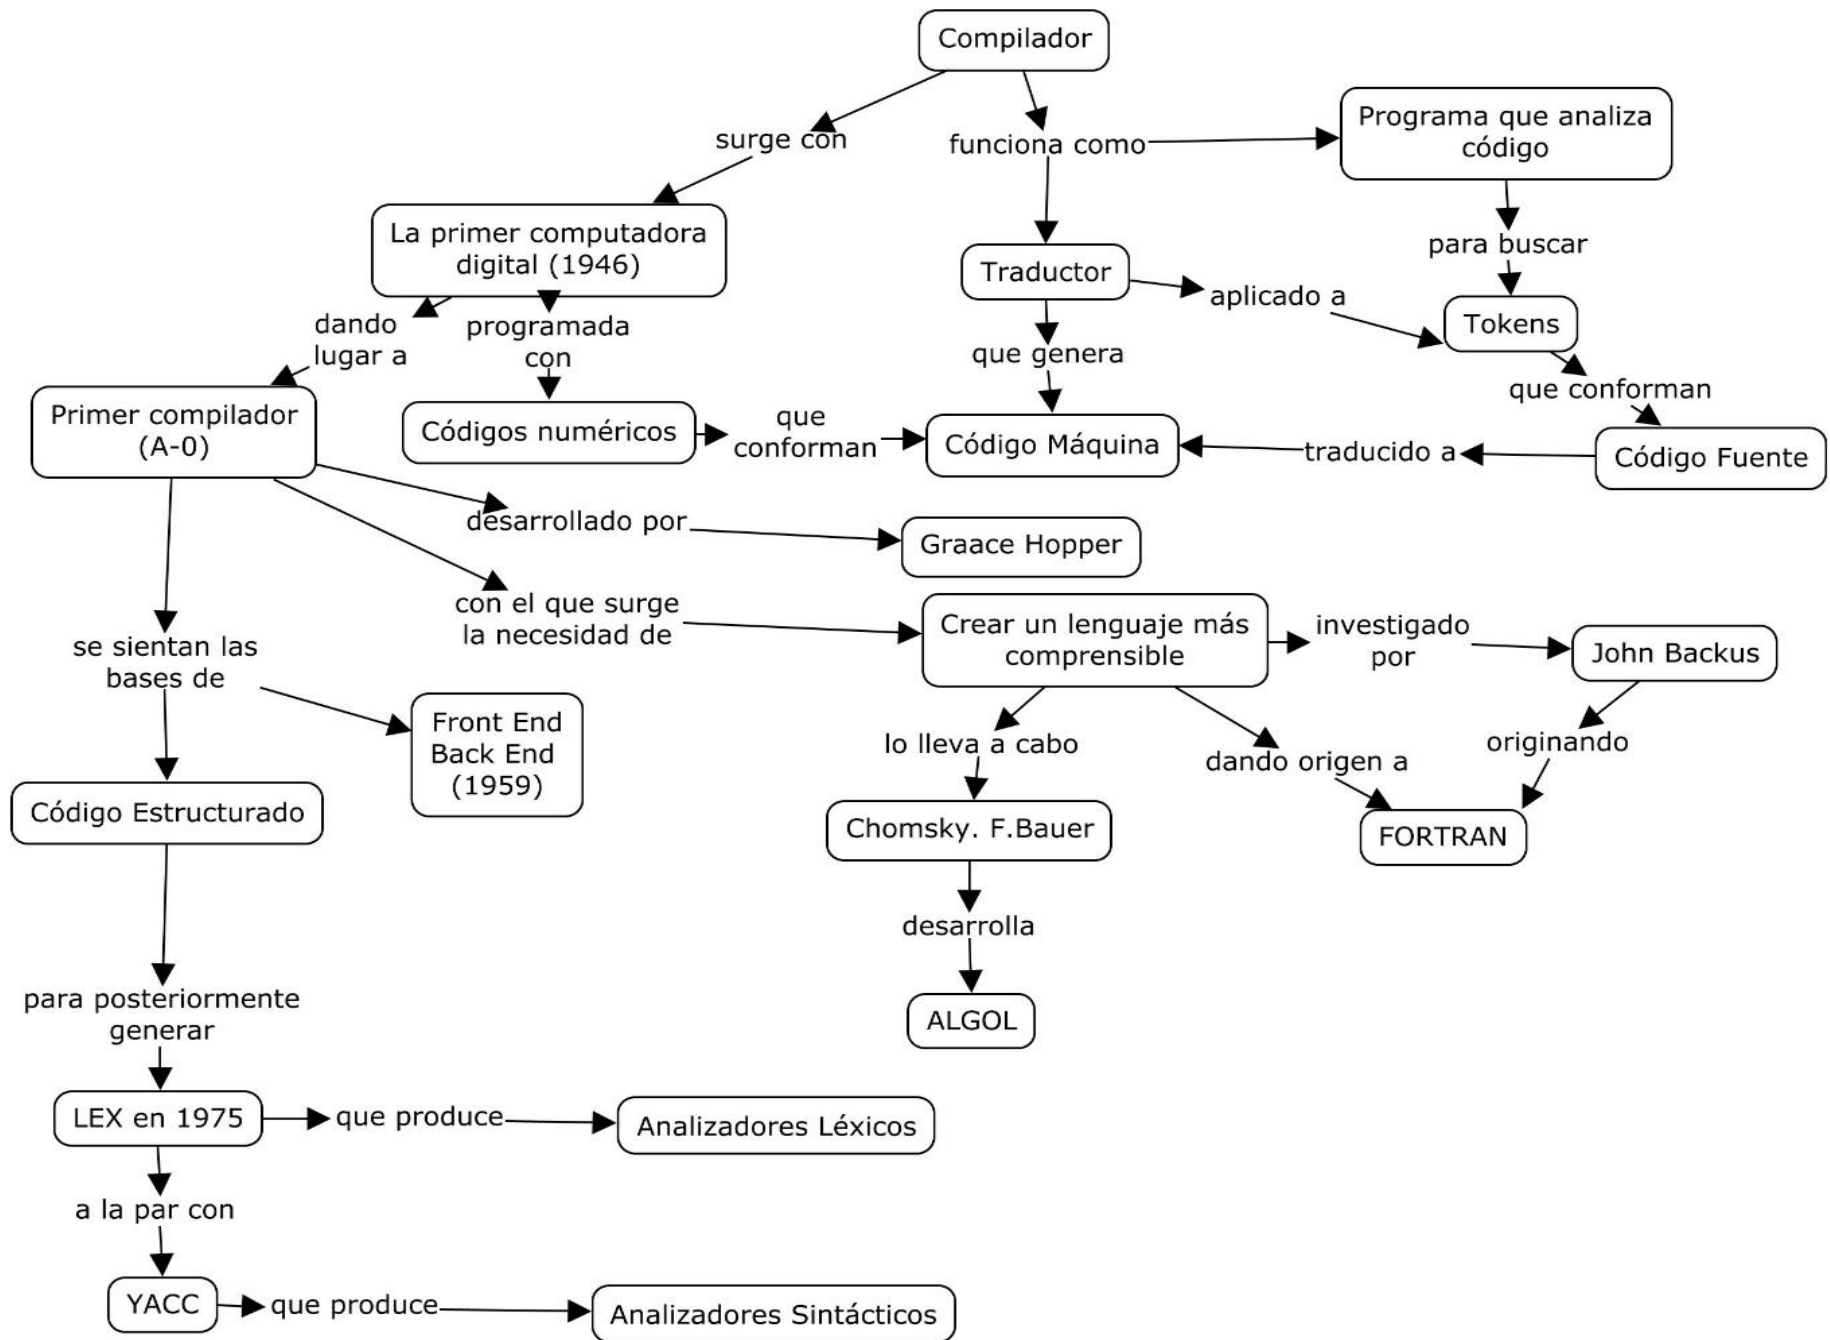 Compilador
surge con
funciona como
Programa que analiza
código
La primer computadora
digital (1946)
Traductor
para buscar
aplicado a
Tokens
dando
lugar a
programada
con
que genera
que conforman
Primer compilador
(A-0)
Códigos numéricos
que
conforman
Código Máquina
traducido a
Código Fuente
desarrollado por
Graace Hopper
con el que surge
la necesidad de
Crear un lenguaje más
comprensible
investigado
por
John Backus
se sientan las
bases de
Front End
Back End
(1959)
lo lleva a cabo
dando origen a
originando
Código Estructurado
Chomsky. F.Bauer
FORTRAN
desarrolla
ALGOL
para posteriormente
generar
LEX en 1975
que produce
Analizadores Léxicos
a la par con
YACC
que produce
Analizadores Sintácticos